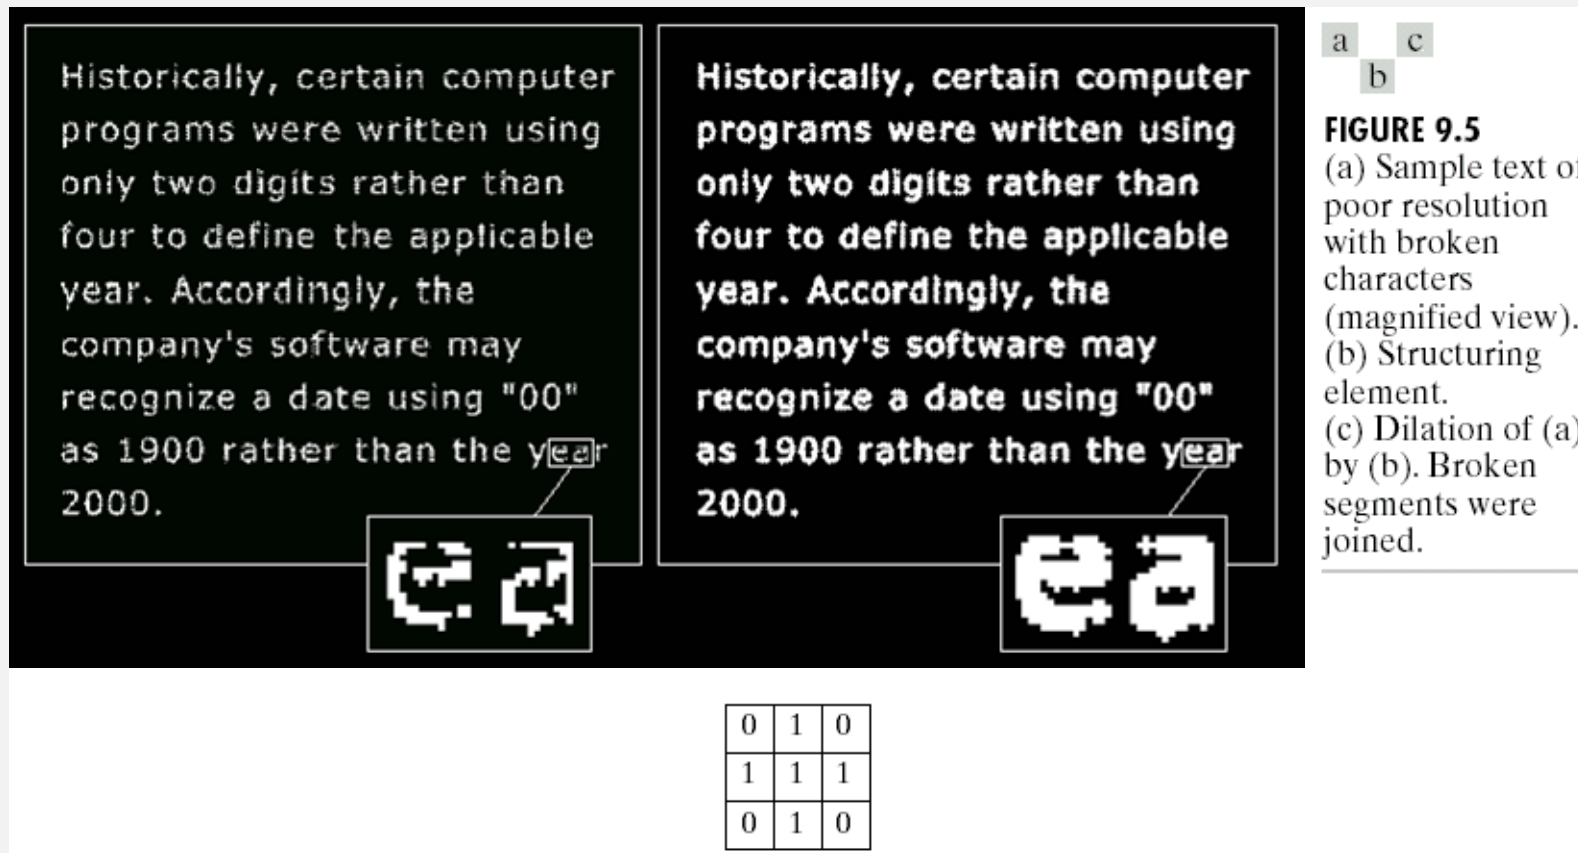 Historically, certain computer
programs were written using
only two digits rather than
four to define the applicable
year. Accordingly, the
company's software may
recognize a date using "00"
as 1900 rather than the year
2000.
ea
Historically, certain computer
programs were written using
only two digits rather than
four to define the applicable
year. Accordingly, the
company's software may
recognize a date using "00"
as 1900 rather than the year
2000.
ea
a c
b
FIGURE 9.5
(a) Sample text of
poor resolution
with broken
characters
(magnified view).
(b) Structuring
element.
(c) Dilation of (a)
by (b). Broken
segments were
joined.
0 1 0
1 1 1
0 1 0